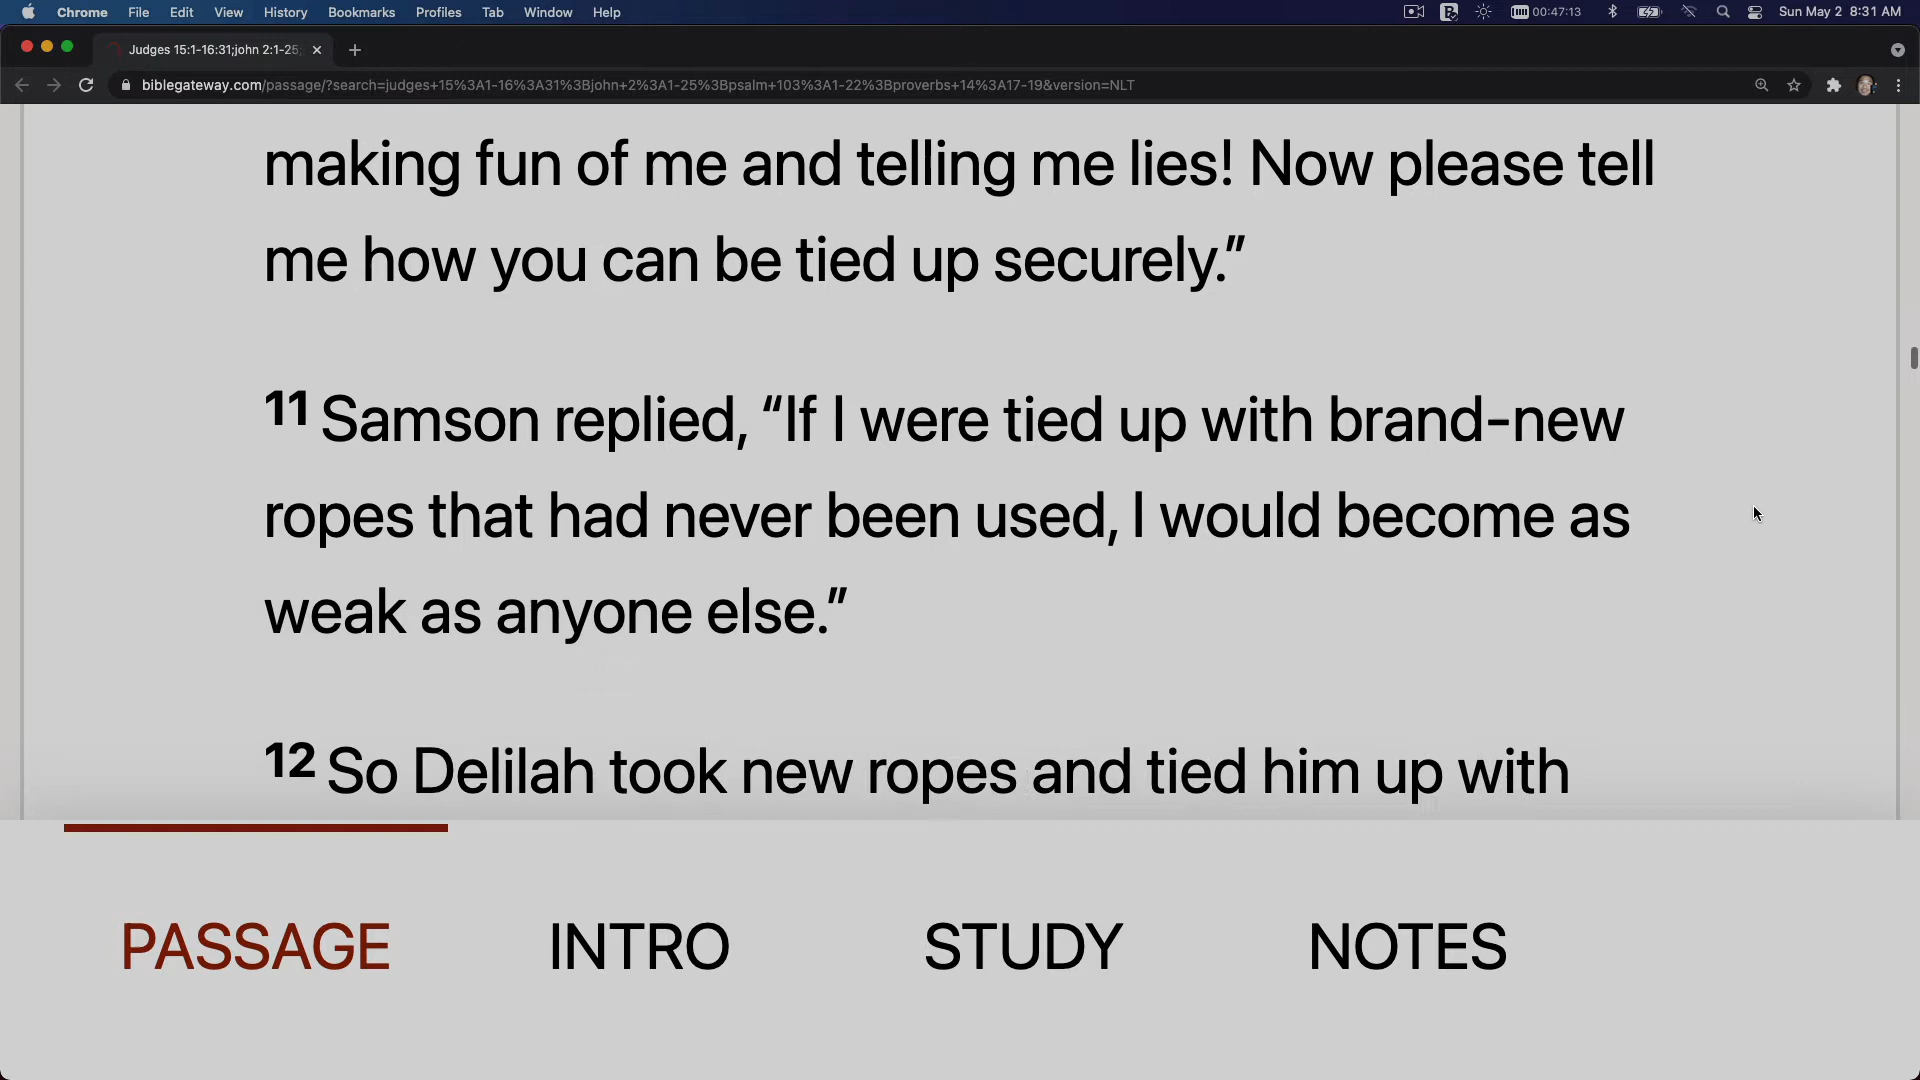 Chrome File Edit View History Bookmarks Profiles Tab Window Help 00:47:13 Sun May 2 8:31 AM
Judges 15:1-16:31;john 2:1-25;
biblegateway.com/passage/?search=judges+15%3A1-16%3A31%3Bjohn+2%3A1-25%3Bpsalm+103%3A1-22%3Bproverbs+14%3A17-19&version=NLT
making fun of me and telling me lies! Now please tell
me how you can be tied up securely.”
11 Samson replied, “If I were tied up with brand-new
ropes that had never been used, I would become as
weak as anyone else.”
12 So Delilah took new ropes and tied him up with
PASSAGE INTRO STUDY NOTES